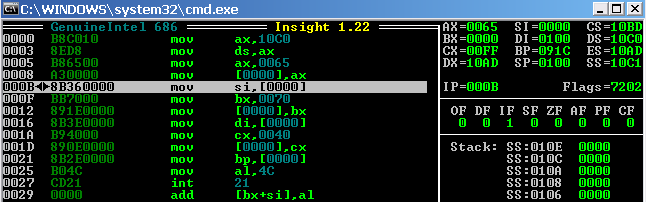 C:\WINDOWS\system32\cmd.exe
GenuineIntel 686 Insight 1.22
0000 B8C010 mov ax,10C0
0003 8ED8 mov ds,ax
0005 B86500 mov ax,0065
0008 A30000 mov [0000],ax
000B 8B360000 mov si,[0000]
000F BB7000 mov bx,0070
0012 891E0000 mov [0000],bx
0016 8B3E0000 mov di,[0000]
001A B94000 mov cx,0040
001D 890E0000 mov [0000],cx
0021 8B2E0000 mov bp,[0000]
0025 B04C mov al,4C
0027 CD21 int 21
0029 0000 add [bx+si],al
AX=0065 SI=0000 CS=10BD
BX=0000 DI=0100 DS=10C0
CX=00FF BP=091C ES=10AD
DX=10AD SP=0100 SS=10C1
IP=000B Flags=7202
OF DF IF SF ZF AF PF CF
0 0 1 0 0 0 0 0
Stack: SS:010E 0000
SS:010C 0000
SS:010A 0000
SS:0108 0000
SS:0106 0000